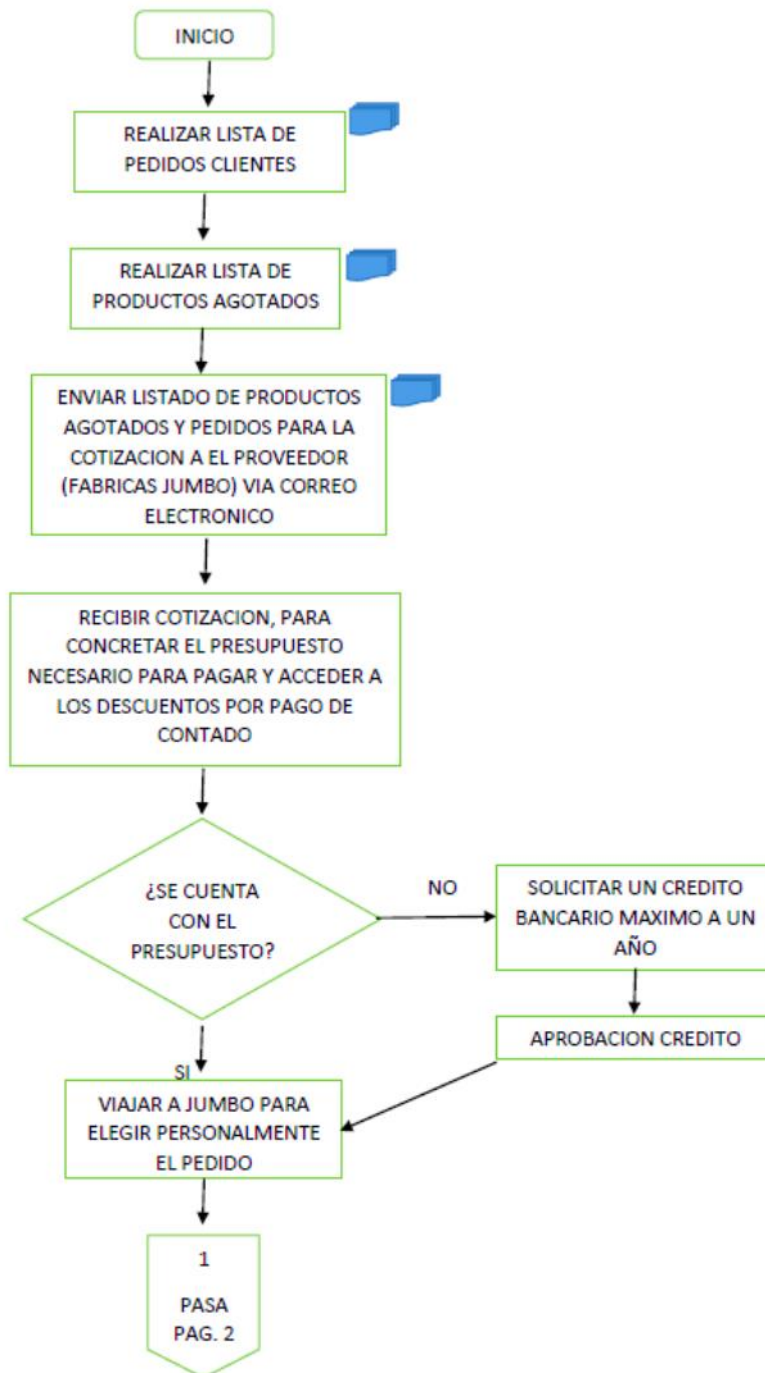 INICIO
REALIZAR LISTA DE
PEDIDOS CLIENTES
REALIZAR LISTA DE
PRODUCTOS AGOTADOS
ENVIAR LISTADO DE PRODUCTOS
AGOTADOS Y PEDIDOS PARA LA
COTIZACION A EL PROVEEDOR
(FABRICAS JUMBO) VIA CORREO
ELECTRONICO
RECIBIR COTIZACION, PARA
CONCRETAR EL PRESUPUESTO
NECESARIO PARA PAGAR Y ACCEDER A
LOS DESCUENTOS POR PAGO DE
CONTADO
¿SE CUENTA
CON EL
PRESUPUESTO?
NO
SOLICITAR UN CREDITO
BANCARIO MAXIMO A UN
AÑO
APROBACION CREDITO
SI
VIAJAR A JUMBO PARA
ELEGIR PERSONALMENTE
EL PEDIDO
1
PASA
PAG. 2